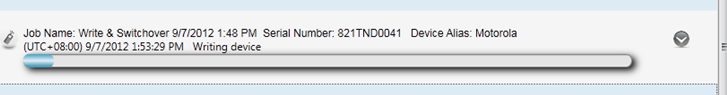 Job Name: Write & Switchover 9/7/2012 1:48 PM  Serial Number: 821TND0041  Device Alias: Motorola
(UTC+08:00) 9/7/2012 1:53:29 PM  Writing device